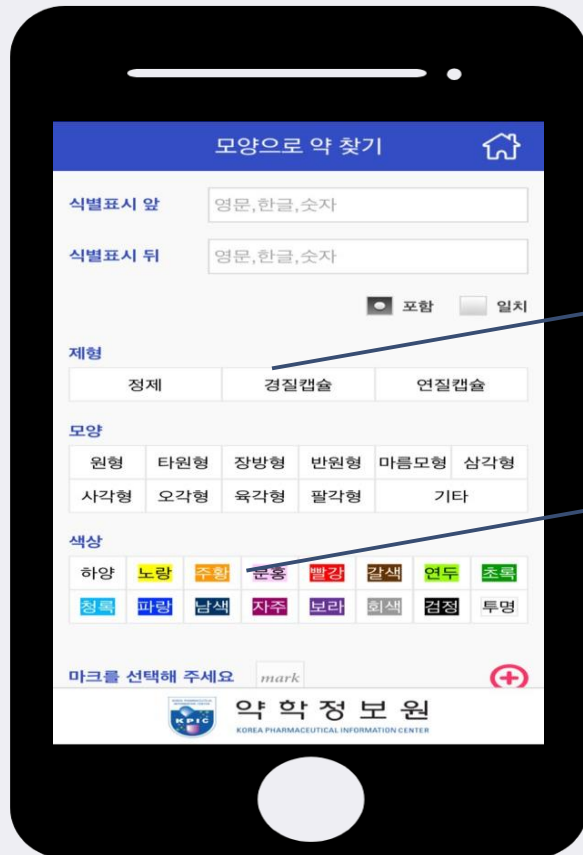 모양으로 약 찾기
식별표시 앞 영문,한글,숫자
식별표시 뒤 영문,한글,숫자
포함 일치
제형
정제 경질캡슐 연질캡슐
모양
원형 타원형 장방형 반원형 마름모형 삼각형
사각형 오각형 육각형 팔각형 기타
색상
하양 노랑 주황 분홍 빨강 갈색 연두 초록
청록 파랑 남색 자주 보라 회색 검정 투명
마크를 선택해 주세요 mark
KPIC 약학정보원
KOREA PHARMACEUTICAL INFORMATION CENTER